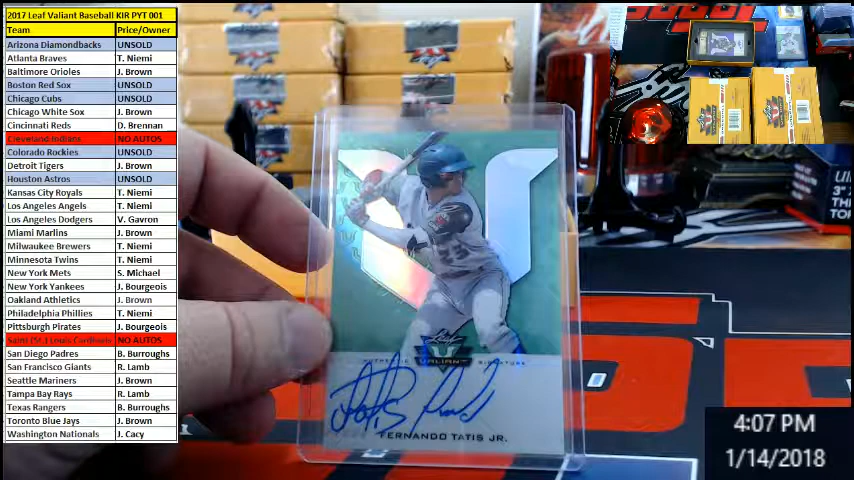 2017 Leaf Valiant Baseball KIR PYT 001
Team Price/Owner
Arizona Diamondbacks UNSOLD
Atlanta Braves T. Niemi
Baltimore Orioles J. Brown
Boston Red Sox UNSOLD
Chicago Cubs UNSOLD
Chicago White Sox J. Brown
Cincinnati Reds D. Brennan
Cleveland Indians NO AUTOS
Colorado Rockies UNSOLD
Detroit Tigers J. Brown
Houston Astros UNSOLD
Kansas City Royals T. Niemi
Los Angeles Angels T. Niemi
Los Angeles Dodgers V. Gavron
Miami Marlins J. Brown
Milwaukee Brewers T. Niemi
Minnesota Twins T. Niemi
New York Mets S. Michael
New York Yankees J. Bourgeois
Oakland Athletics J. Brown
Philadelphia Phillies T. Niemi
Pittsburgh Pirates J. Bourgeois
Saint (St.) Louis Cardinals NO AUTOS
San Diego Padres B. Burroughs
San Francisco Giants R. Lamb
Seattle Mariners J. Brown
Tampa Bay Rays R. Lamb
Texas Rangers B. Burroughs
Toronto Blue Jays J. Brown
Washington Nationals J. Cacy
23
Leaf
AUTHENTIC VALIANT SIGNATURE
FERNANDO TATIS JR.
4:07 PM
1/14/2018